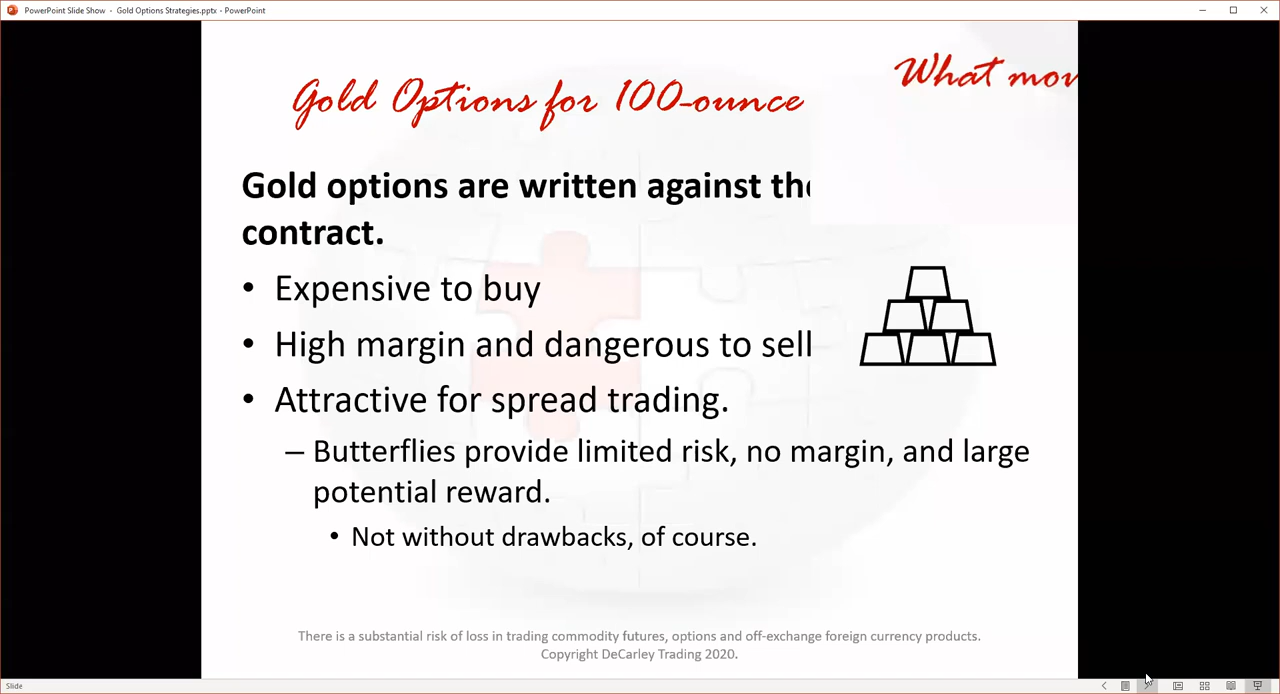 PowerPoint Slide Show - Gold Options Strategies.pptx - PowerPoint
What mov
Gold Options for 100-ounce
Gold options are written against the
contract.
• Expensive to buy
• High margin and dangerous to sell
• Attractive for spread trading.
– Butterflies provide limited risk, no margin, and large
potential reward.
• Not without drawbacks, of course.
There is a substantial risk of loss in trading commodity futures, options and off-exchange foreign currency products.
Copyright DeCarley Trading 2020.
Slide